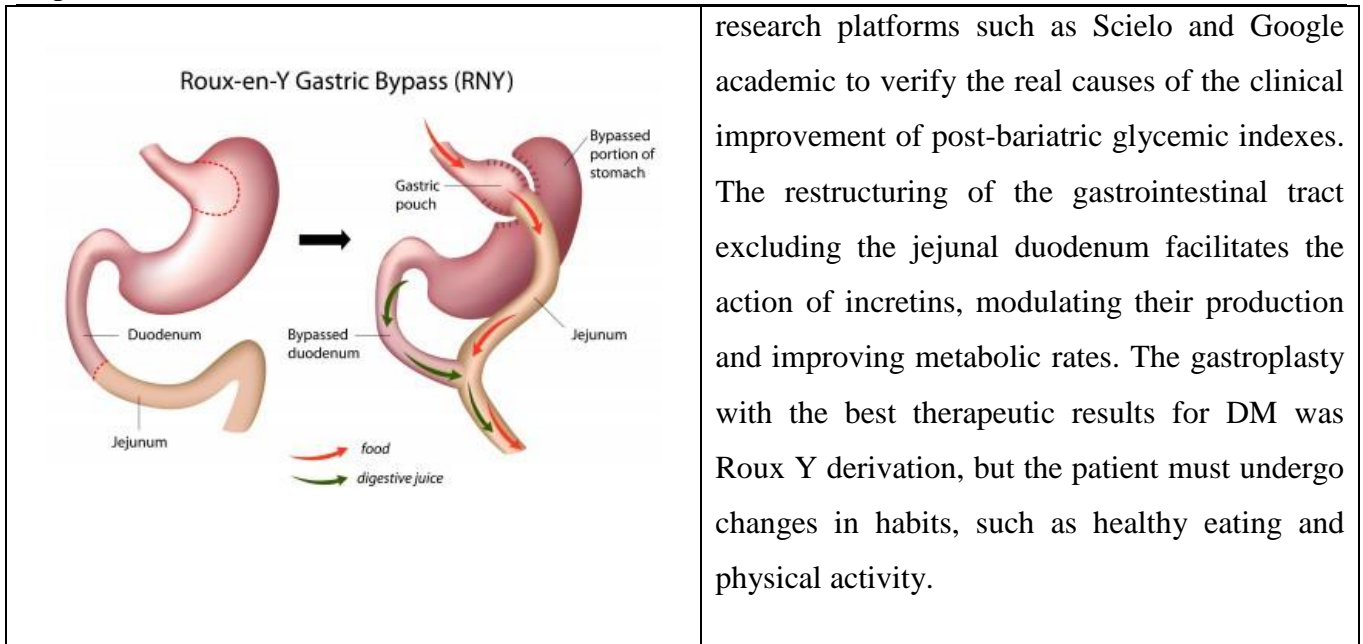 Roux-en-Y Gastric Bypass (RNY)
Bypassed
portion of
stomach
Gastric
pouch
Duodenum
Bypassed
duodenum
Jejunum
Jejunum
food
digestive juice
research platforms such as Scielo and Google
academic to verify the real causes of the clinical
improvement of post-bariatric glycemic indexes.
The restructuring of the gastrointestinal tract
excluding the jejunal duodenum facilitates the
action of incretins, modulating their production
and improving metabolic rates. The gastroplasty
with the best therapeutic results for DM was
Roux Y derivation, but the patient must undergo
changes in habits, such as healthy eating and
physical activity.